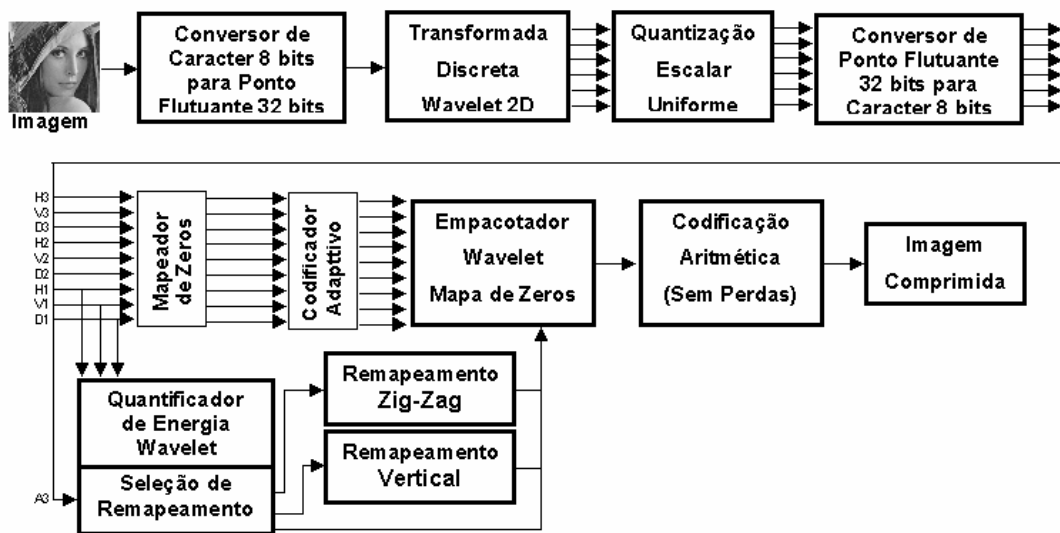 Imagem
Conversor de
Caracter 8 bits
para Ponto
Flutuante 32 bits
Transformada
Discreta
Wavelet 2D
Quantização
Escalar
Uniforme
Conversor de
Ponto Flutuante
32 bits para
Caracter 8 bits
H3
V3
D3
H2
V2
D2
H1
V1
D1
Mapeador
de Zeros
Codificador
Adapttivo
Empacotador
Wavelet
Mapa de Zeros
Codificação
Aritmética
(Sem Perdas)
Imagem
Comprimida
Quantificador
de Energia
Wavelet
Seleção de
Remapeamento
Remapeamento
Zig-Zag
Remapeamento
Vertical
A3